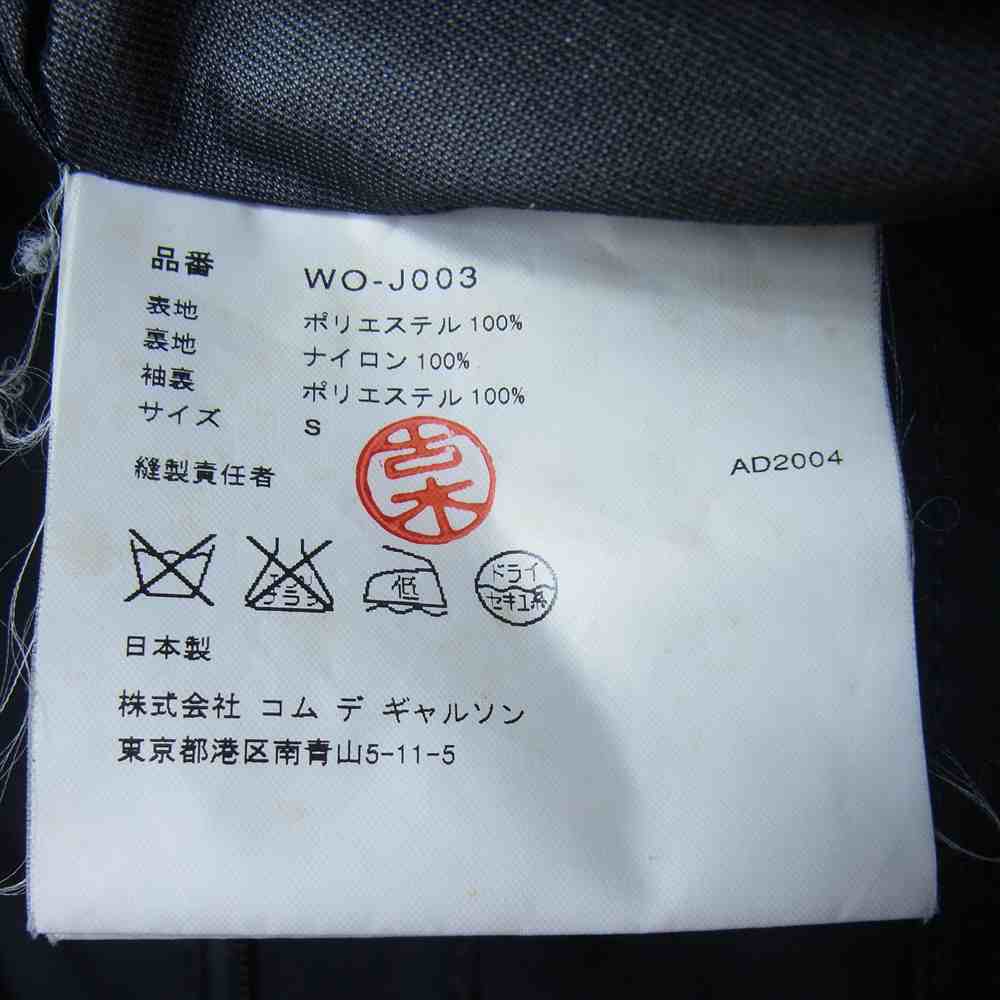 品番 WO-J003
表地 ポリエステル 100%
裏地 ナイロン 100%
袖裏 ポリエステル 100%
サイズ S
縫製責任者
AD2004
低
ドライ
セキユ系
日本製
株式会社 コム デ ギャルソン
東京都港区南青山5-11-5